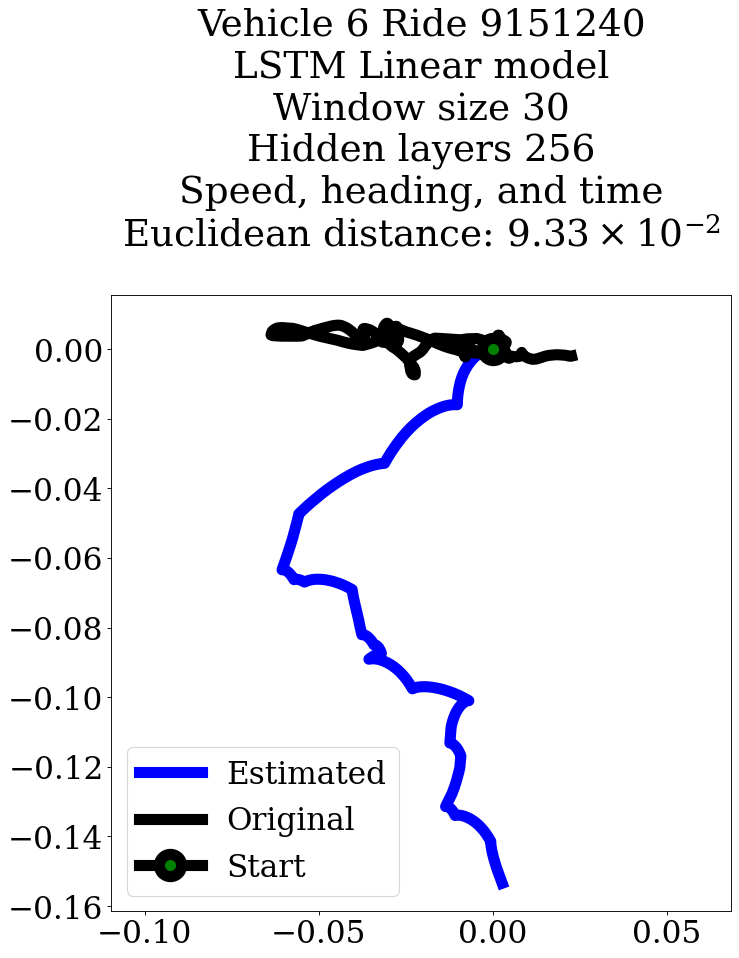 Vehicle 6 Ride 9151240
LSTM Linear model
Window size 30
Hidden layers 256
Speed, heading, and time
Euclidean distance: 9.33 × 10⁻²
0.00
−0.02
−0.04
−0.06
−0.08
−0.10
−0.12
−0.14
−0.16
Estimated
Original
Start
−0.10 −0.05 0.00 0.05